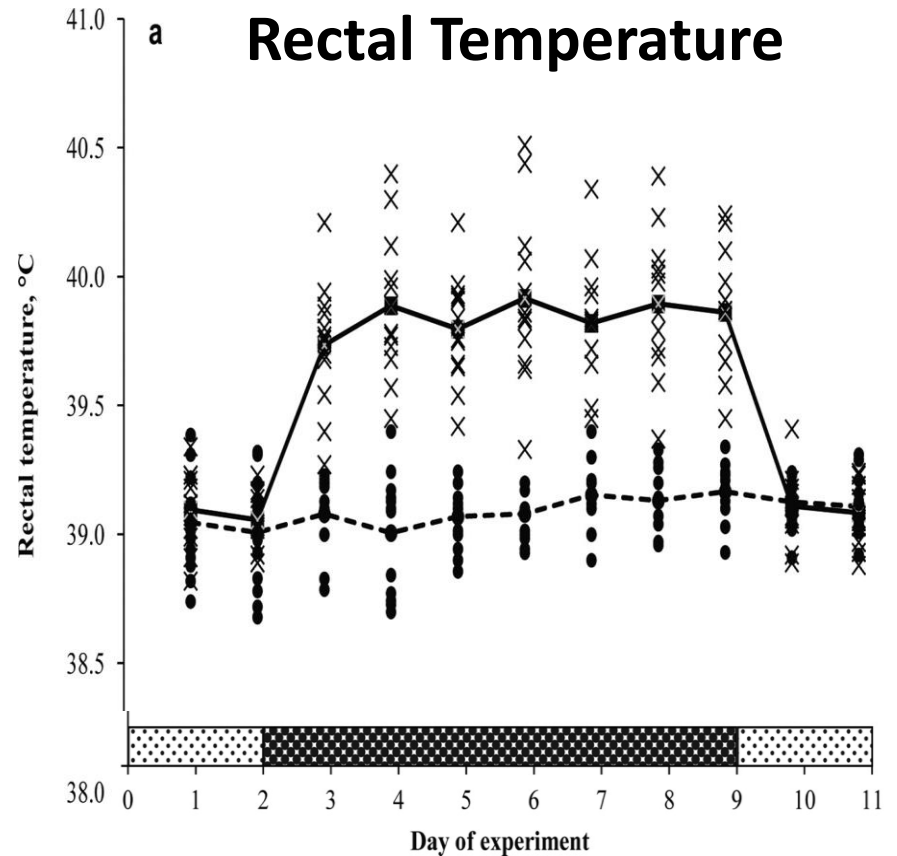 a
Rectal Temperature
41.0
40.5
40.0
39.5
39.0
38.5
38.0
Rectal temperature, °C
0 1 2 3 4 5 6 7 8 9 10 11
Day of experiment